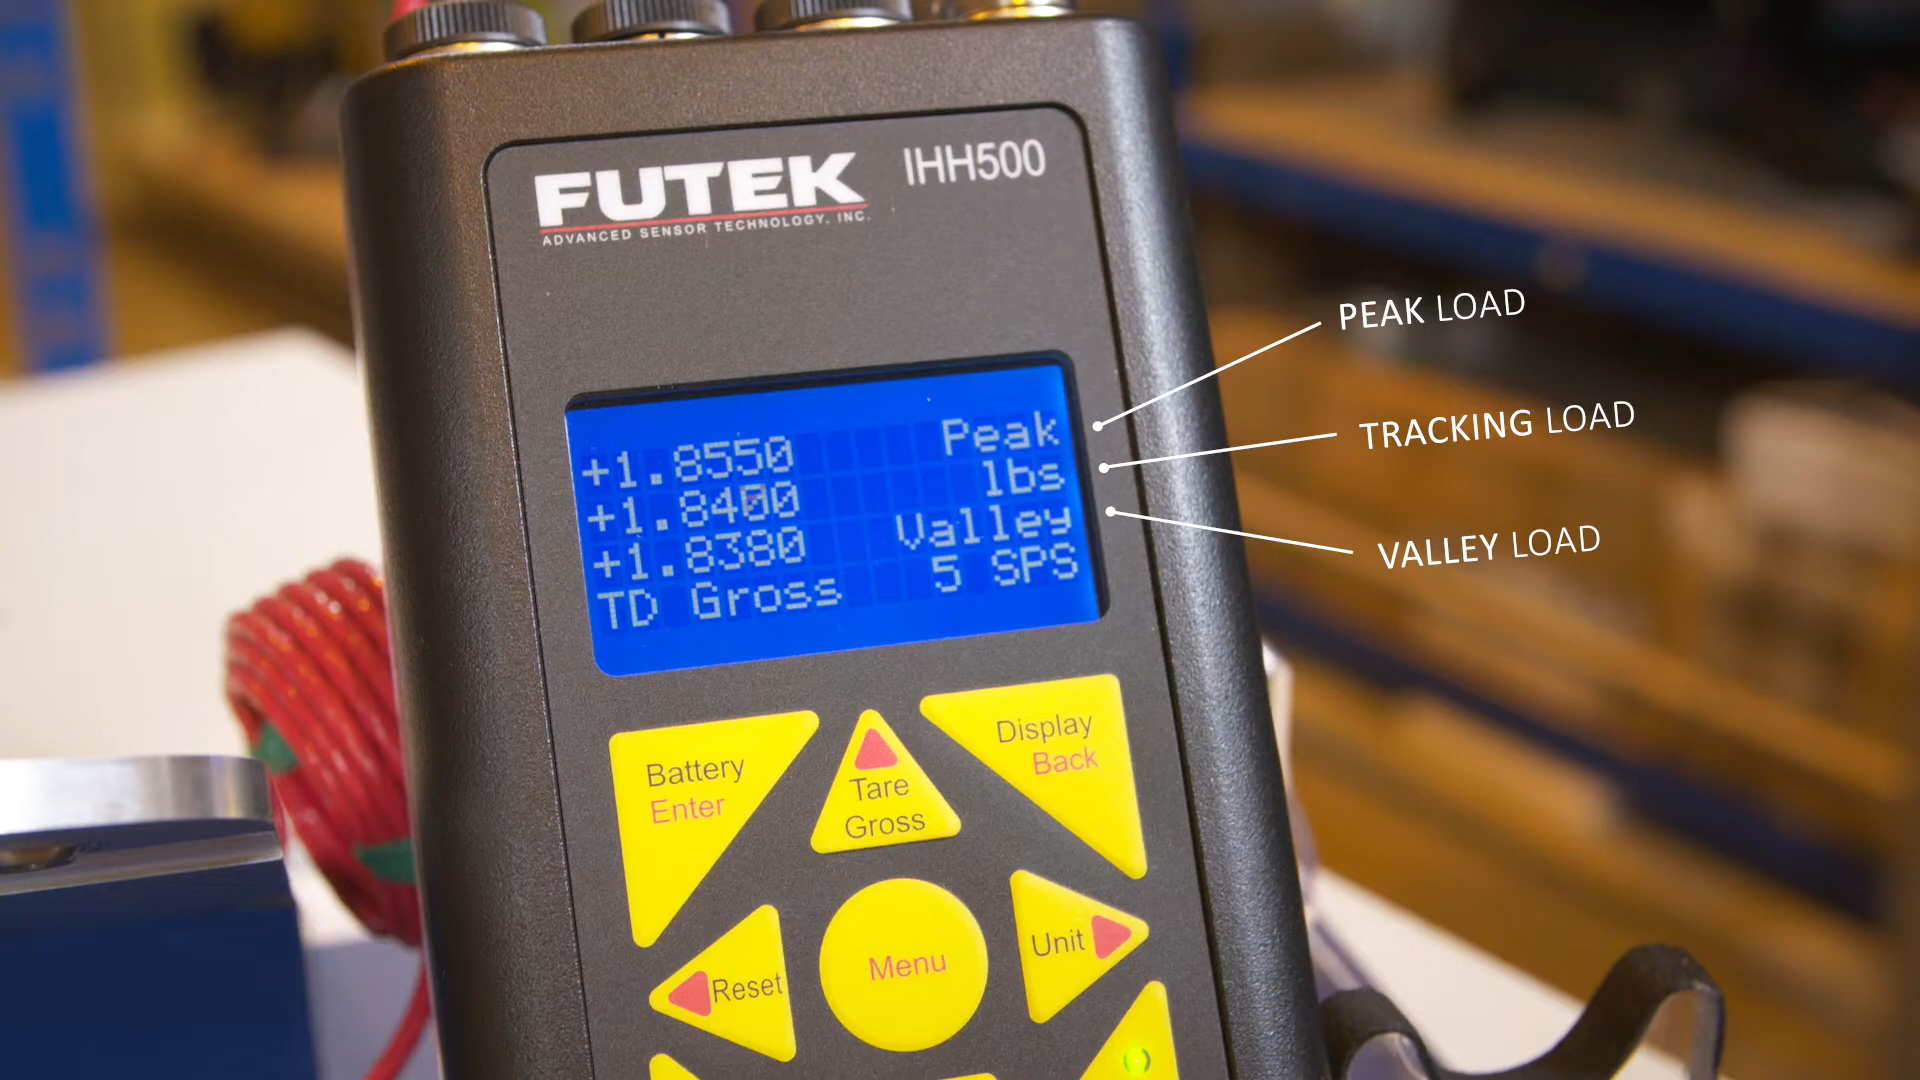 FUTEK
ADVANCED SENSOR TECHNOLOGY, INC.
IHH500
+1.8550 Peak
+1.8400 lbs
+1.8380 Valley
TD Gross 5 SPS
PEAK LOAD
TRACKING LOAD
VALLEY LOAD
Battery
Enter
Tare
Gross
Display
Back
Reset
Menu
Unit